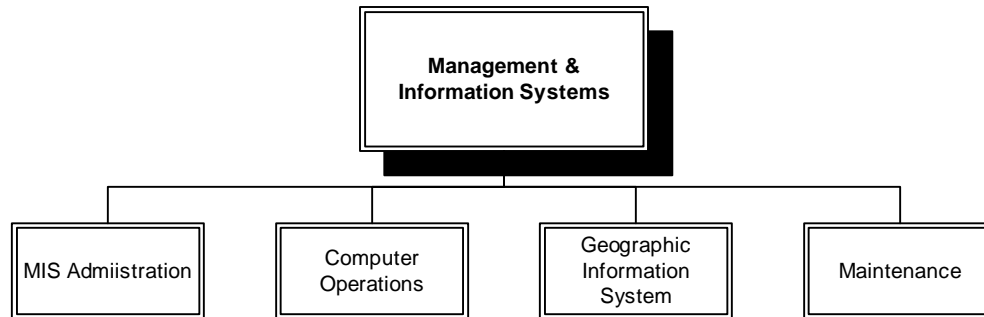 Management &
Information Systems
MIS Admiistration
Computer
Operations
Geographic
Information
System
Maintenance